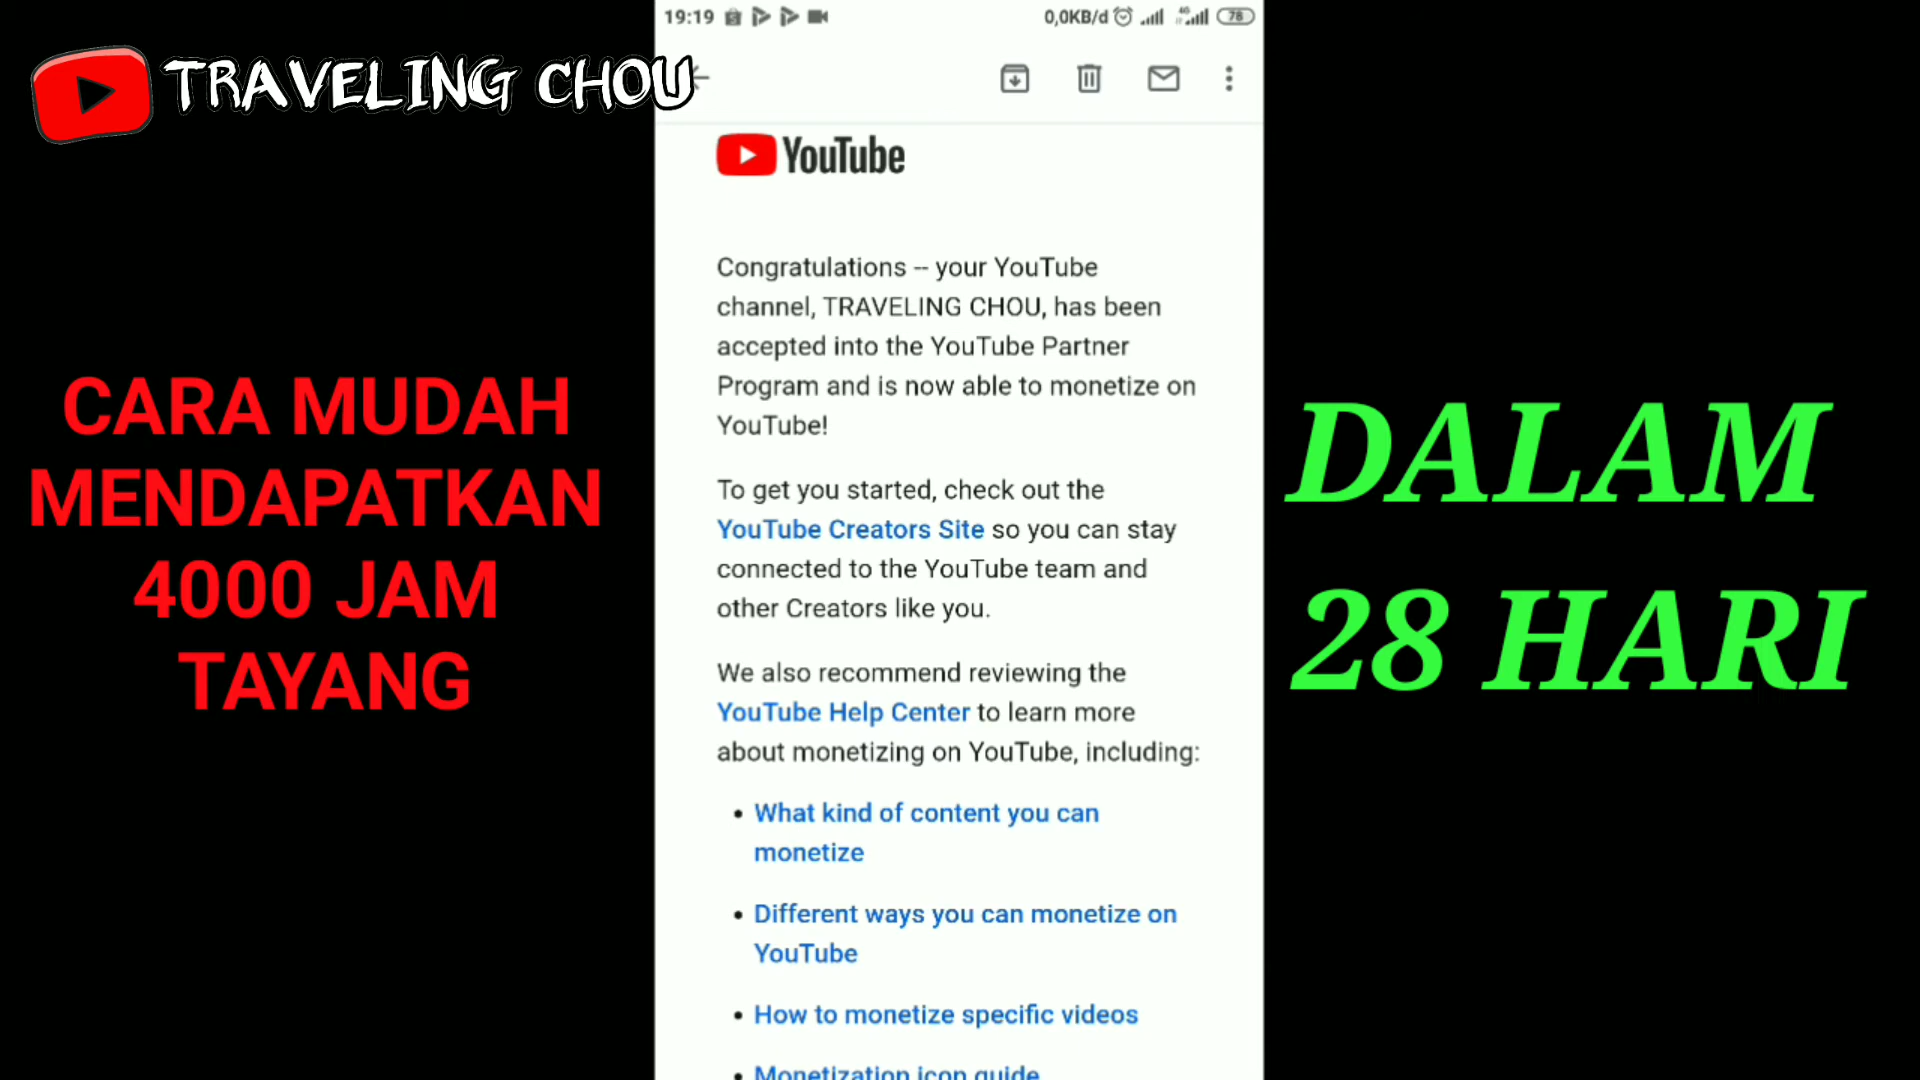 19:19
0,0KB/d
4G
78
TRAVELING CHOU
YouTube
Congratulations -- your YouTube
channel, TRAVELING CHOU, has been
accepted into the YouTube Partner
Program and is now able to monetize on
YouTube!
To get you started, check out the
YouTube Creators Site so you can stay
connected to the YouTube team and
other Creators like you.
We also recommend reviewing the
YouTube Help Center to learn more
about monetizing on YouTube, including:
• What kind of content you can
monetize
• Different ways you can monetize on
YouTube
• How to monetize specific videos
• Monetization icon guide
CARA MUDAH
MENDAPATKAN
4000 JAM
TAYANG
DALAM
28 HARI